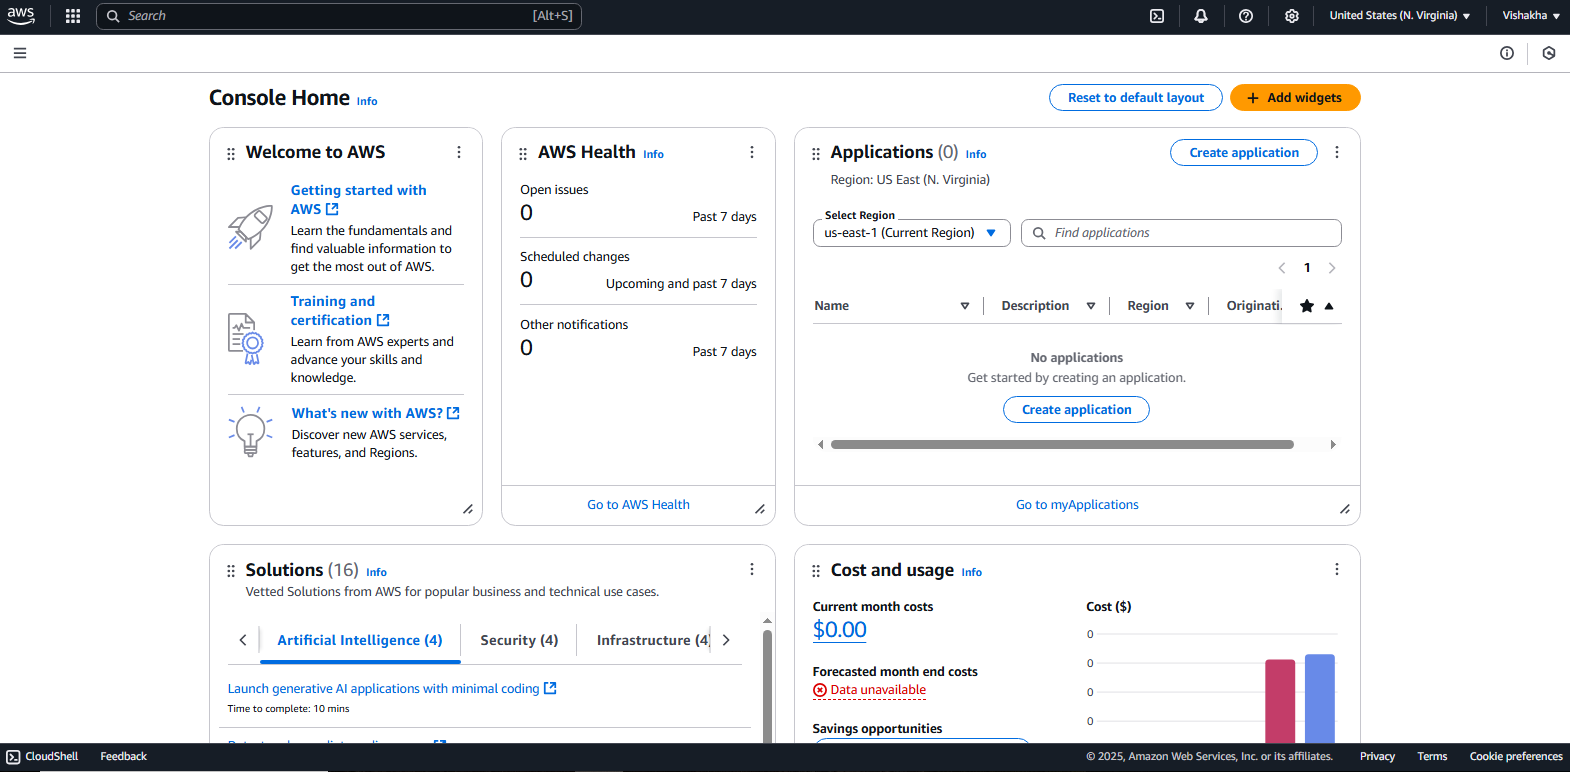 aws
Search
[Alt+S]
United States (N. Virginia)
Vishakha
Console Home Info
Reset to default layout
+ Add widgets
Welcome to AWS
Getting started with
AWS
Learn the fundamentals and
find valuable information to
get the most out of AWS.
Training and
certification
Learn from AWS experts and
advance your skills and
knowledge.
What's new with AWS?
Discover new AWS services,
features, and Regions.
AWS Health Info
Open issues
0
Past 7 days
Scheduled changes
0
Upcoming and past 7 days
Other notifications
0
Past 7 days
Go to AWS Health
Applications (0) Info
Create application
Region: US East (N. Virginia)
Select Region
us-east-1 (Current Region)
Find applications
1
Name
Description
Region
Originati.
No applications
Get started by creating an application.
Create application
Go to myApplications
Solutions (16) Info
Vetted Solutions from AWS for popular business and technical use cases.
Artificial Intelligence (4)
Security (4)
Infrastructure (4)
Launch generative AI applications with minimal coding
Time to complete: 10 mins
Cost and usage Info
Current month costs
$0.00
Forecasted month end costs
Data unavailable
Savings opportunities
Cost ($)
0
0
0
0
CloudShell
Feedback
© 2025, Amazon Web Services, Inc. or its affiliates.
Privacy
Terms
Cookie preferences